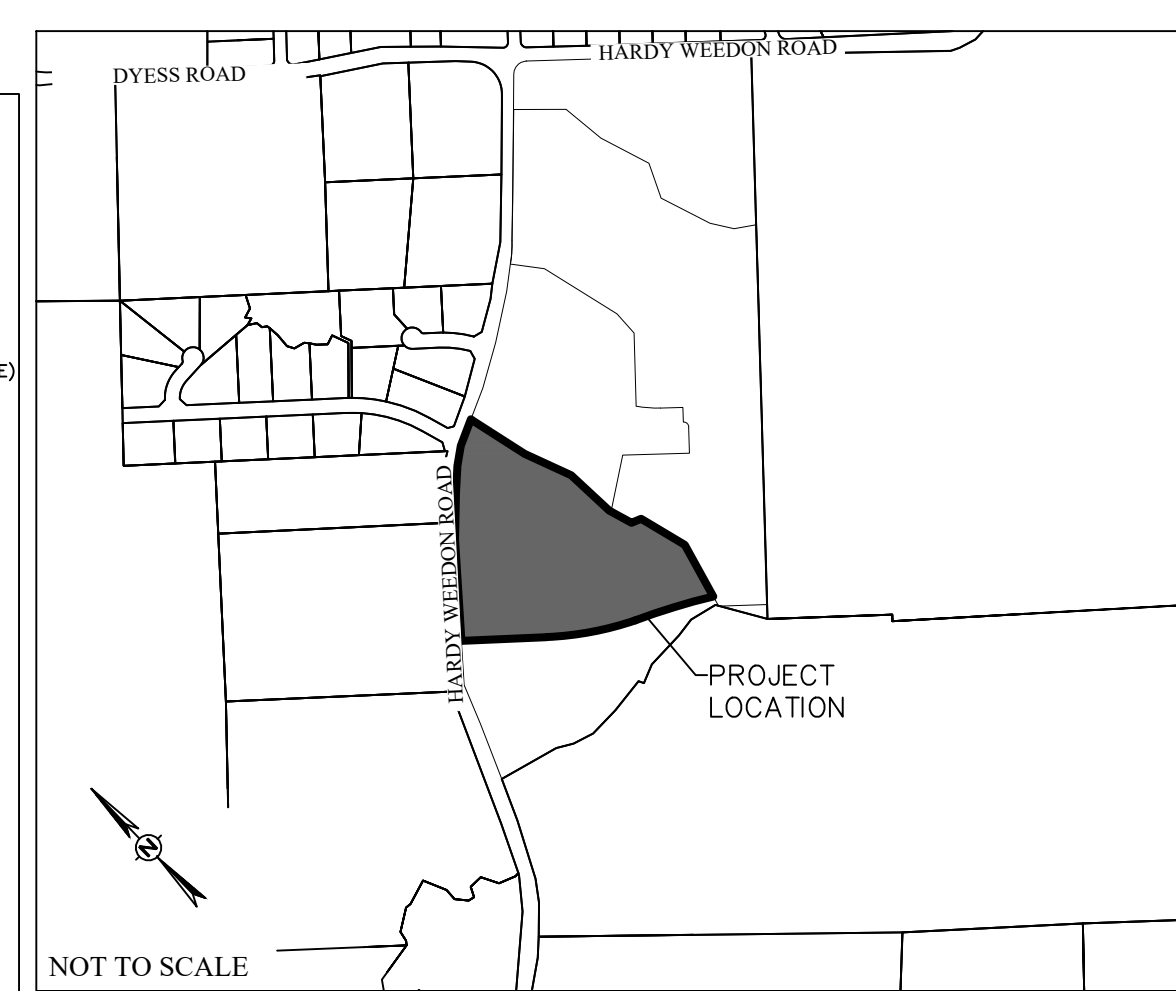 HARDY WEEDON ROAD
DYESS ROAD
E)
HARDY WEEDON ROAD
PROJECT
LOCATION
N
NOT TO SCALE